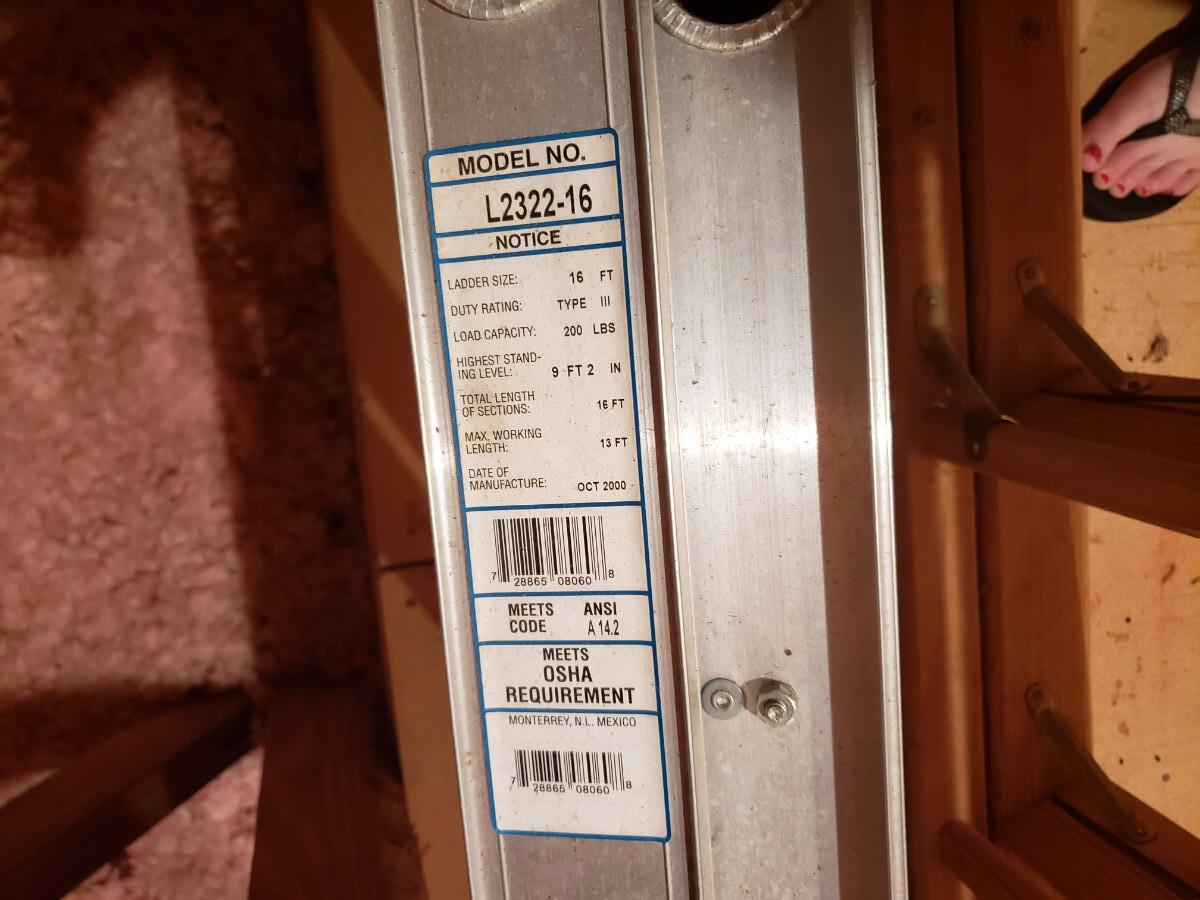 MODEL NO.
L2322-16
NOTICE
LADDER SIZE: 16 FT
DUTY RATING: TYPE III
LOAD CAPACITY: 200 LBS
HIGHEST STAND-
ING LEVEL: 9 FT 2 IN
TOTAL LENGTH
OF SECTIONS: 16 FT
MAX. WORKING
LENGTH: 13 FT
DATE OF
MANUFACTURE: OCT 2000
7 28865 08060 8
MEETS ANSI
CODE A 14.2
MEETS
OSHA
REQUIREMENT
MONTERREY, N.L. MEXICO
7 28865 08060 8